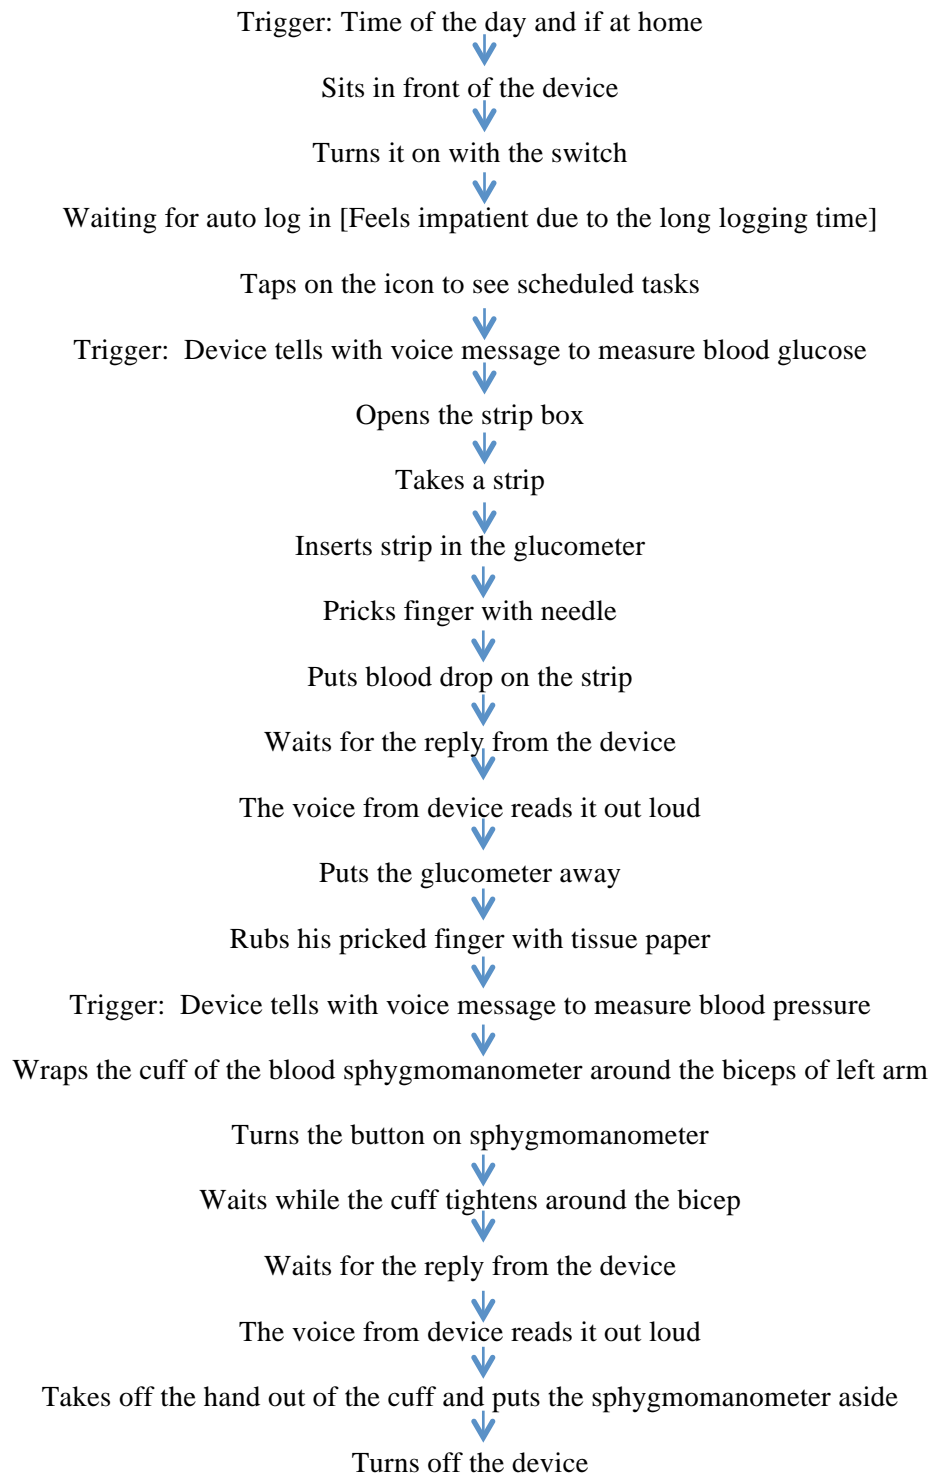 Trigger: Time of the day and if at home
Sits in front of the device
Turns it on with the switch
Waiting for auto log in [Feels impatient due to the long logging time]
Taps on the icon to see scheduled tasks
Trigger:  Device tells with voice message to measure blood glucose
Opens the strip box
Takes a strip
Inserts strip in the glucometer
Pricks finger with needle
Puts blood drop on the strip
Waits for the reply from the device
The voice from device reads it out loud
Puts the glucometer away
Rubs his pricked finger with tissue paper
Trigger:  Device tells with voice message to measure blood pressure
Wraps the cuff of the blood sphygmomanometer around the biceps of left arm
Turns the button on sphygmomanometer
Waits while the cuff tightens around the bicep
Waits for the reply from the device
The voice from device reads it out loud
Takes off the hand out of the cuff and puts the sphygmomanometer aside
Turns off the device